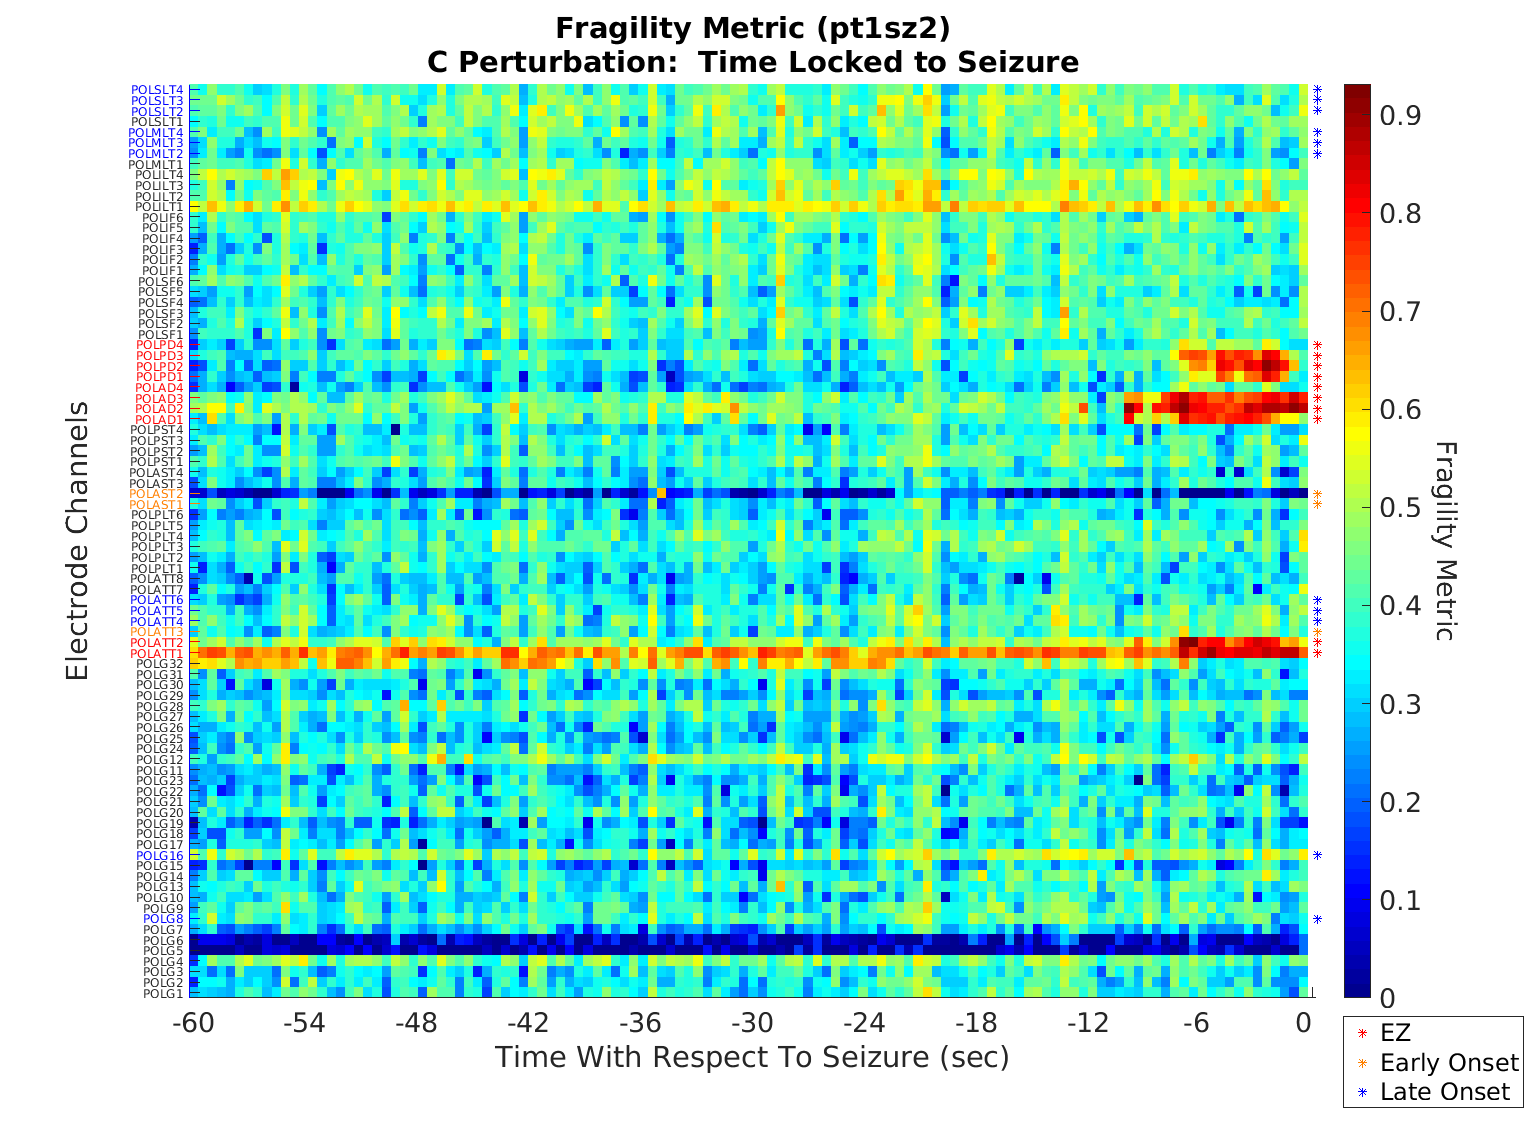 Fragility Metric (pt1sz2)
C Perturbation: Time Locked to Seizure
Electrode Channels
POLSLT4
POLSLT3
POLSLT2
POLSLT1
POLMLT4
POLMLT3
POLMLT2
POLMLT1
POLILT4
POLILT3
POLILT2
POLILT1
POLIF6
POLIF5
POLIF4
POLIF3
POLIF2
POLIF1
POLSF6
POLSF5
POLSF4
POLSF3
POLSF2
POLSF1
POLPD4
POLPD3
POLPD2
POLPD1
POLAD4
POLAD3
POLAD2
POLAD1
POLPST4
POLPST3
POLPST2
POLPST1
POLAST4
POLAST3
POLAST2
POLAST1
POLPLT6
POLPLT5
POLPLT4
POLPLT3
POLPLT2
POLPLT1
POLATT8
POLATT7
POLATT6
POLATT5
POLATT4
POLATT3
POLATT2
POLATT1
POLG32
POLG31
POLG30
POLG29
POLG28
POLG27
POLG26
POLG25
POLG24
POLG12
POLG11
POLG23
POLG22
POLG21
POLG20
POLG19
POLG18
POLG17
POLG16
POLG15
POLG14
POLG13
POLG10
POLG9
POLG8
POLG7
POLG6
POLG5
POLG4
POLG3
POLG2
POLG1
-60 -54 -48 -42 -36 -30 -24 -18 -12 -6 0
Time With Respect To Seizure (sec)
0.9
0.8
0.7
0.6
0.5
0.4
0.3
0.2
0.1
0
Fragility Metric
EZ
Early Onset
Late Onset